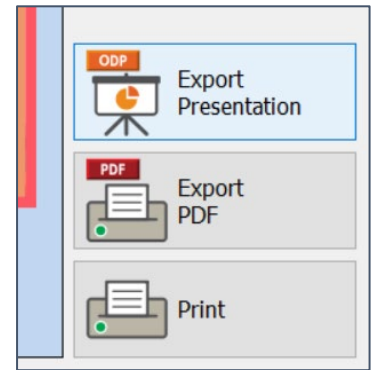 ODP
Export
Presentation
PDF
Export
PDF
Print